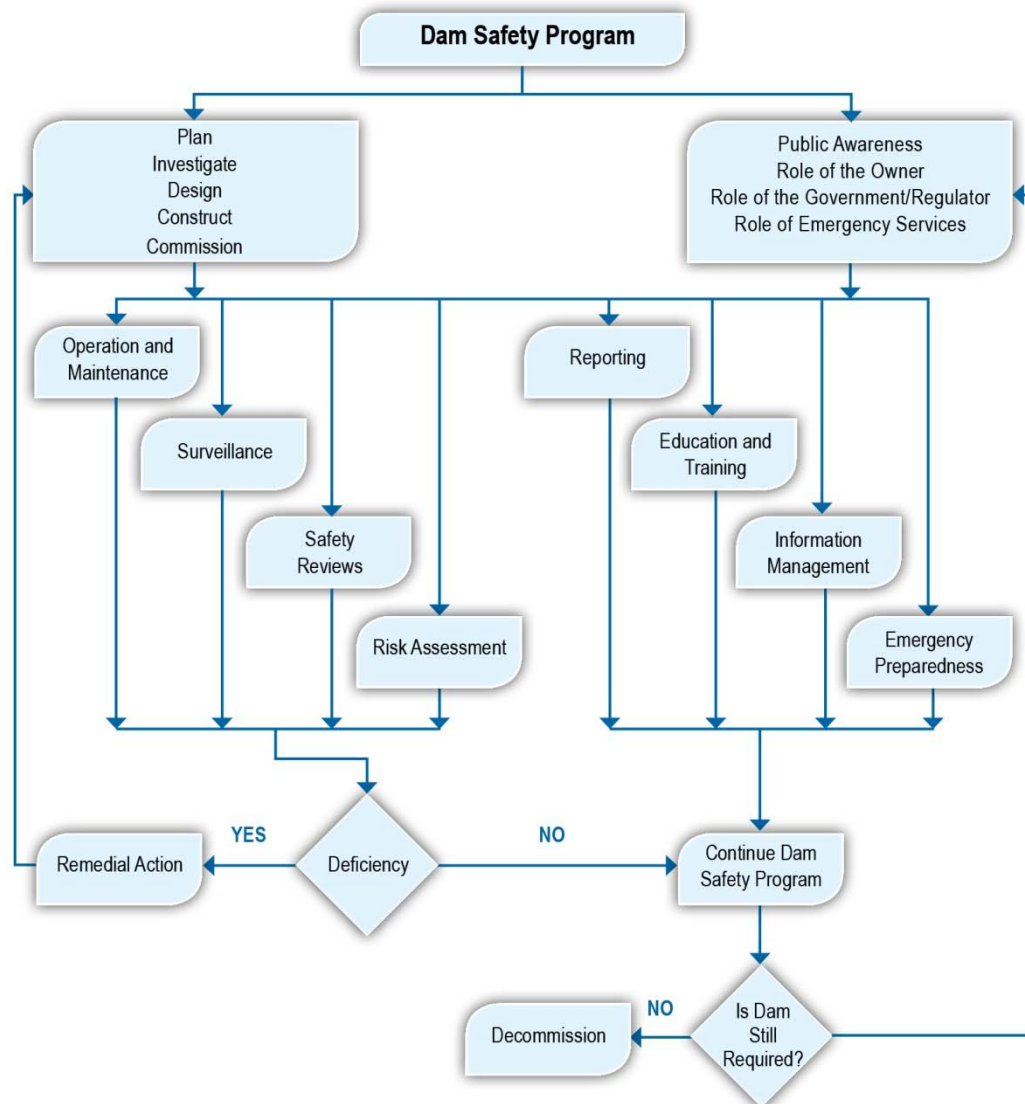 Dam Safety Program
Plan
Investigate
Design
Construct
Commission
Public Awareness
Role of the Owner
Role of the Government/Regulator
Role of Emergency Services
Operation and
Maintenance
Surveillance
Safety
Reviews
Risk Assessment
Reporting
Education and
Training
Information
Management
Emergency
Preparedness
Remedial Action
YES
Deficiency
NO
Continue Dam
Safety Program
Decommission
NO
Is Dam
Still
Required?